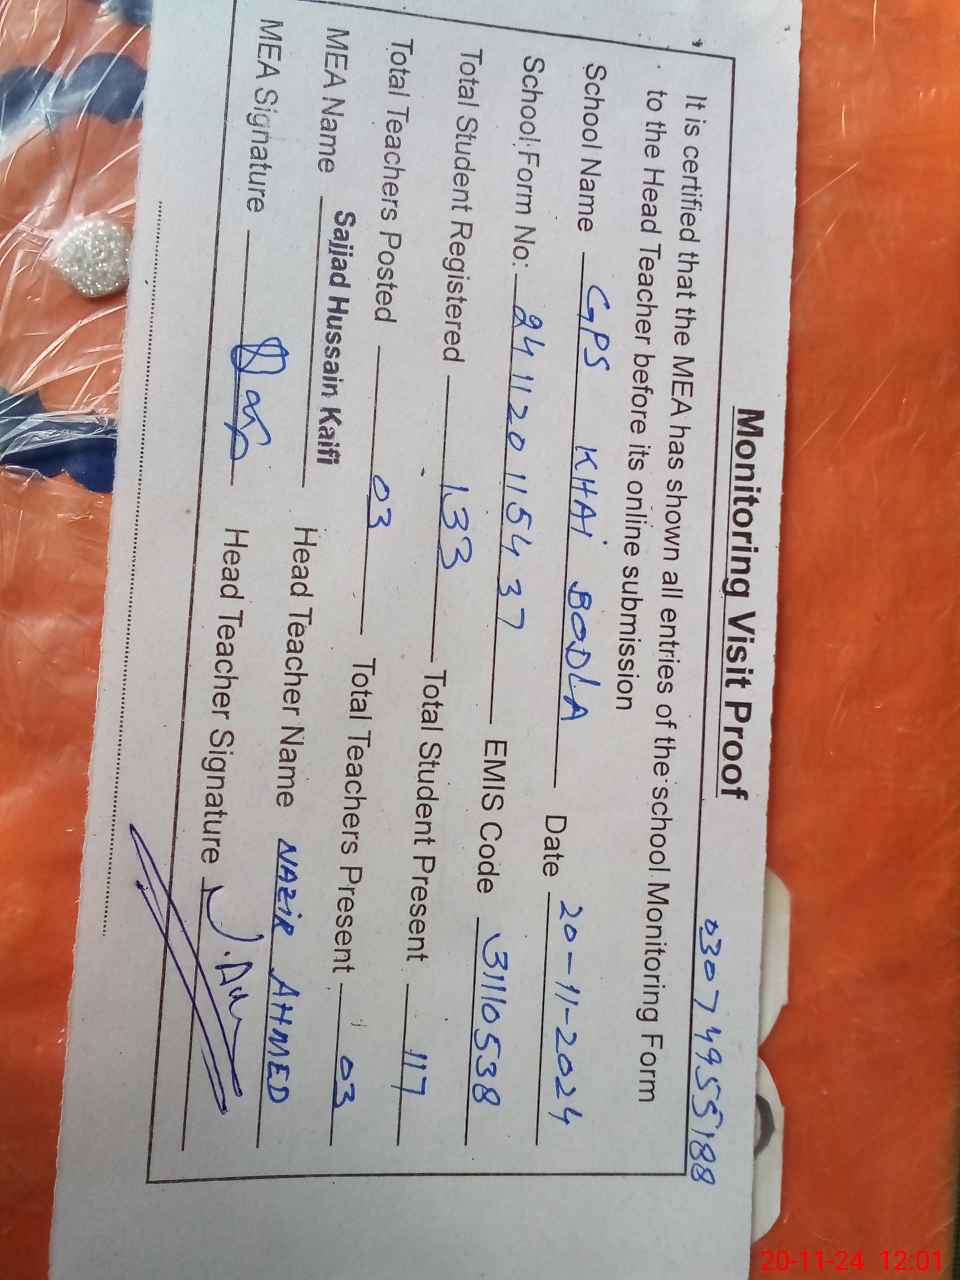 Monitoring Visit Proof
03074955188
It is certified that the MEA has shown all entries of the school Monitoring Form
to the Head Teacher before its online submission
School Name GPS KHAI BODLA Date 20-11-2024
School Form No: 241120115437 EMIS Code 31110538
Total Student Registered 133 Total Student Present 117
Total Teachers Posted 03 Total Teachers Present 03
MEA Name Sajjad Hussain Kaifi Head Teacher Name NAZIR AHMED
MEA Signature Head Teacher Signature
20-11-24 12:01